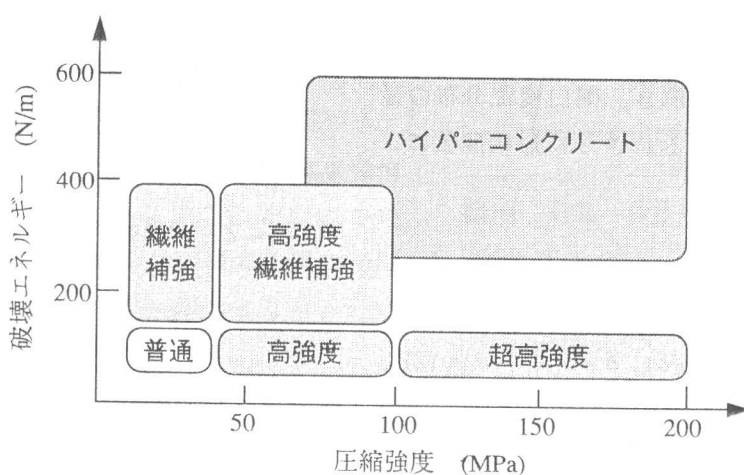 破壊エネルギー (N/m)
600
400
200
ハイパーコンクリート
繊維
補強
高強度
繊維補強
普通
高強度
超高強度
50
100
150
200
圧縮強度 (MPa)